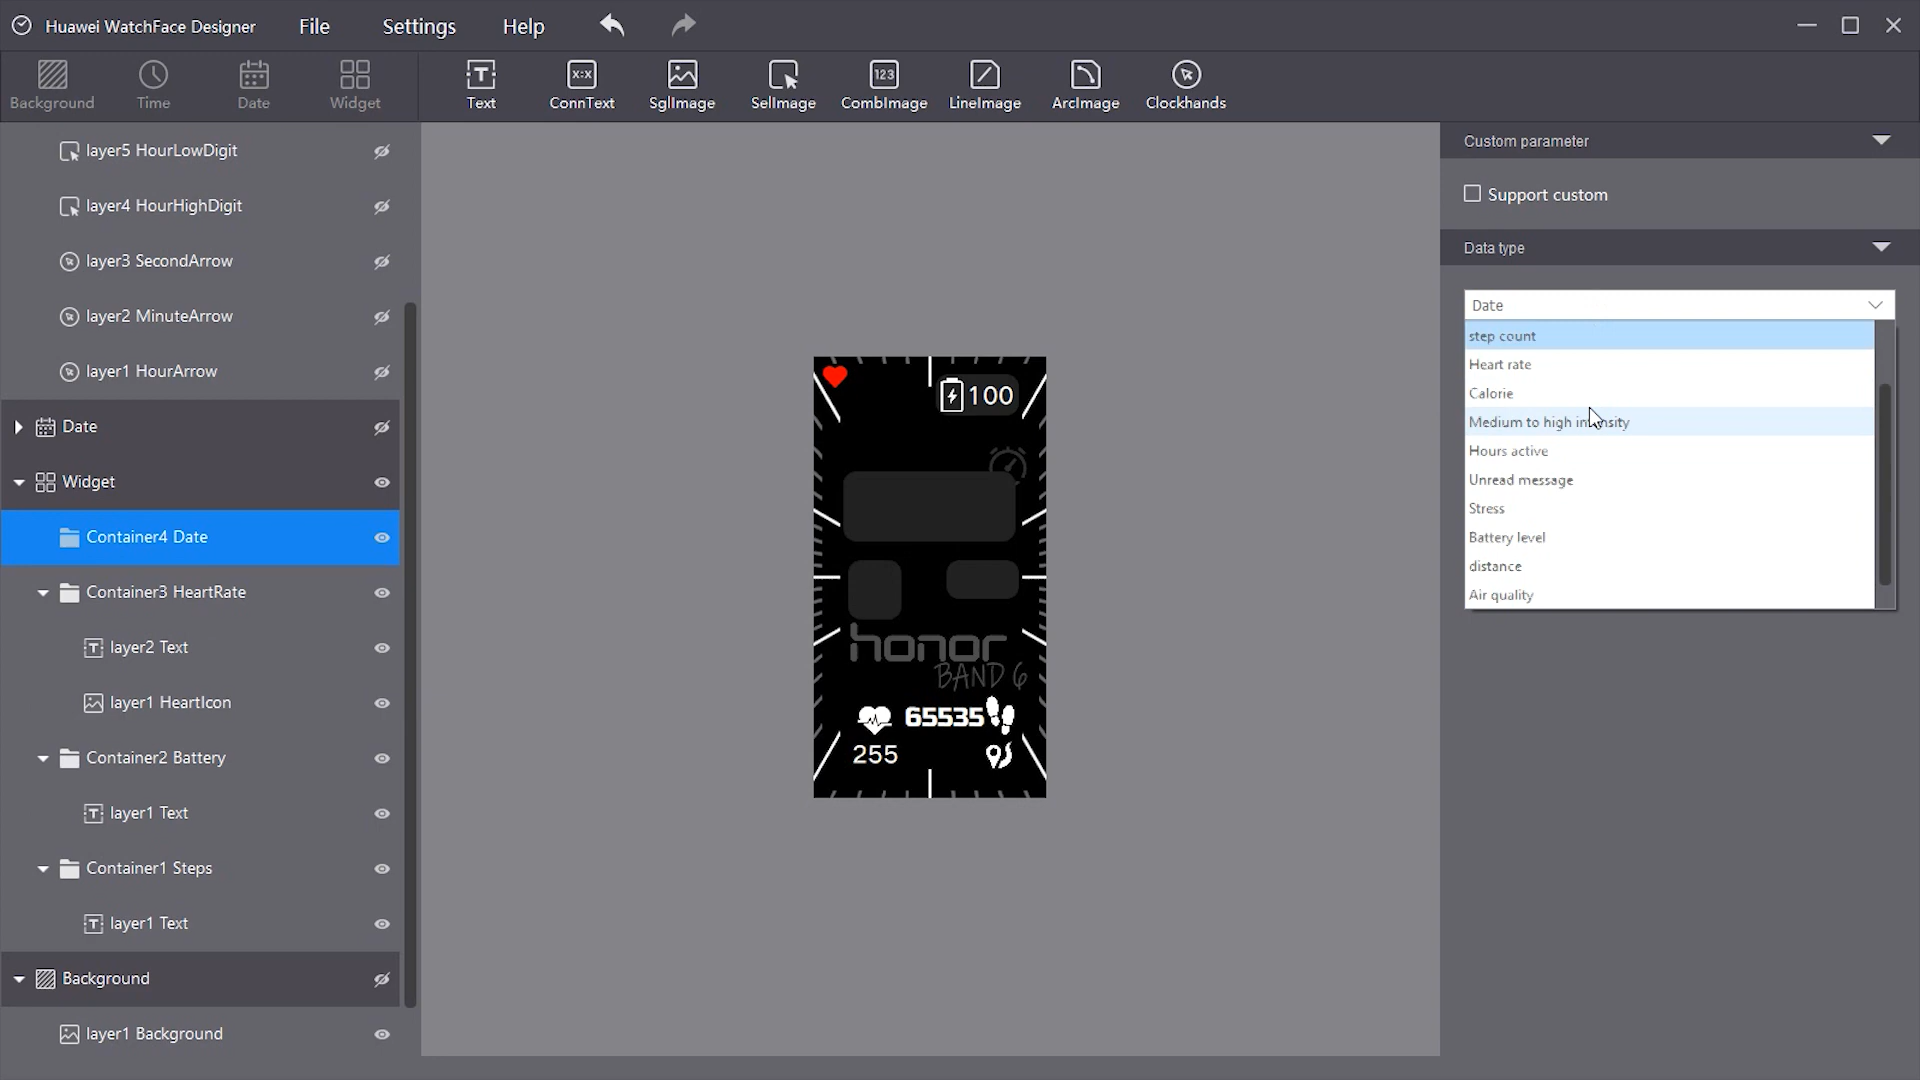 Huawei WatchFace Designer
File
Settings
Help
Background
Time
Date
Widget
Text
ConnText
SglImage
SelImage
CombImage
LineImage
ArcImage
Clockhands
layer5 HourLowDigit
layer4 HourHighDigit
layer3 SecondArrow
layer2 MinuteArrow
layer1 HourArrow
Date
Widget
Container4 Date
Container3 HeartRate
layer2 Text
layer1 HeartIcon
Container2 Battery
layer1 Text
Container1 Steps
layer1 Text
Background
layer1 Background
100
honor
BAND 6
65535
255
Custom parameter
Support custom
Data type
Date
step count
Heart rate
Calorie
Medium to high intensity
Hours active
Unread message
Stress
Battery level
distance
Air quality